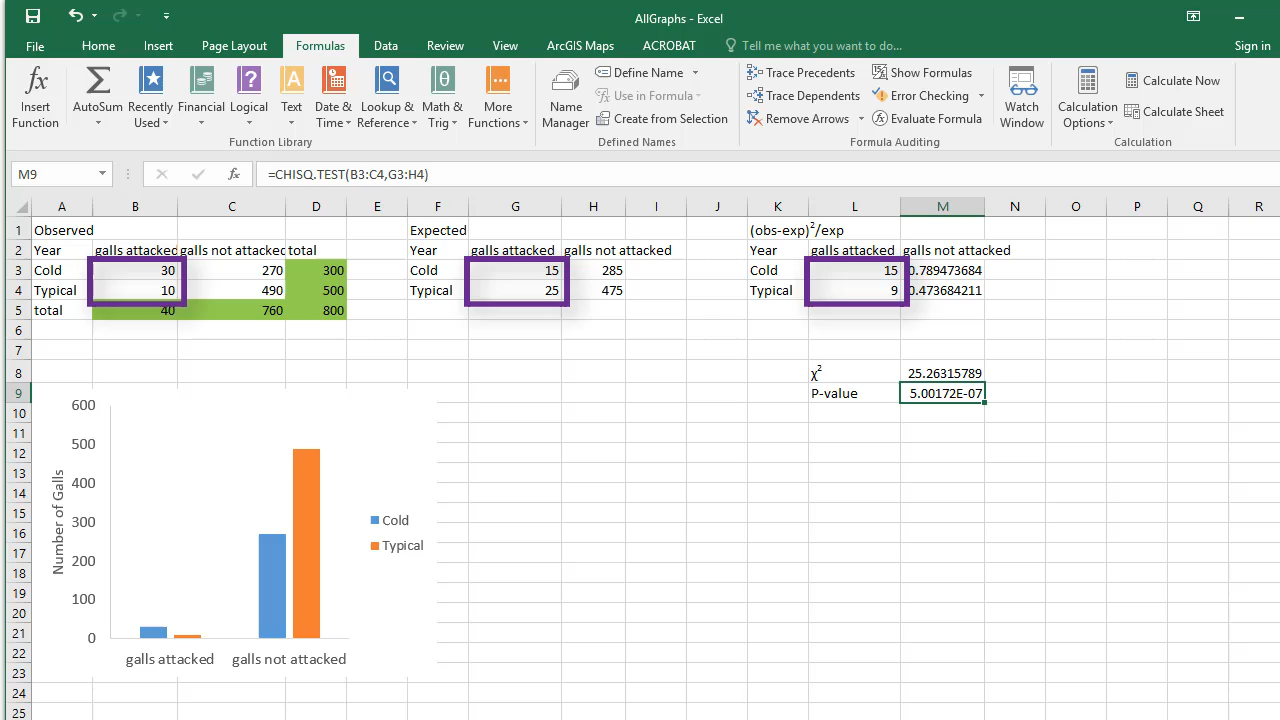 AllGraphs - Excel
File Home Insert Page Layout Formulas Data Review View ArcGIS Maps ACROBAT Tell me what you want to do... Sign in
Insert Function
AutoSum
Recently Used
Financial
Logical
Text
Date & Time
Lookup & Reference
Math & Trig
More Functions
Function Library
Name Manager
Define Name
Use in Formula
Create from Selection
Defined Names
Trace Precedents
Trace Dependents
Remove Arrows
Show Formulas
Error Checking
Evaluate Formula
Formula Auditing
Watch Window
Calculation Options
Calculate Now
Calculate Sheet
Calculation
M9 fx =CHISQ.TEST(B3:C4,G3:H4)
A B C D E F G H I J K L M N O P Q R
1 Observed Expected (obs-exp)²/exp
2 Year galls attacked galls not attacked total Year galls attacked galls not attacked Year galls attacked galls not attacked
3 Cold 30 270 300 Cold 15 285 Cold 15 0.789473684
4 Typical 10 490 500 Typical 25 475 Typical 9 0.473684211
5 total 40 760 800
6
7
8 χ² 25.26315789
9 P-value 5.00172E-07
10
11
12
13
14
15
16
17
18
19
20
21
22
23
24
25
600
500
400
300
200
100
0
Number of Galls
galls attacked galls not attacked
Cold
Typical